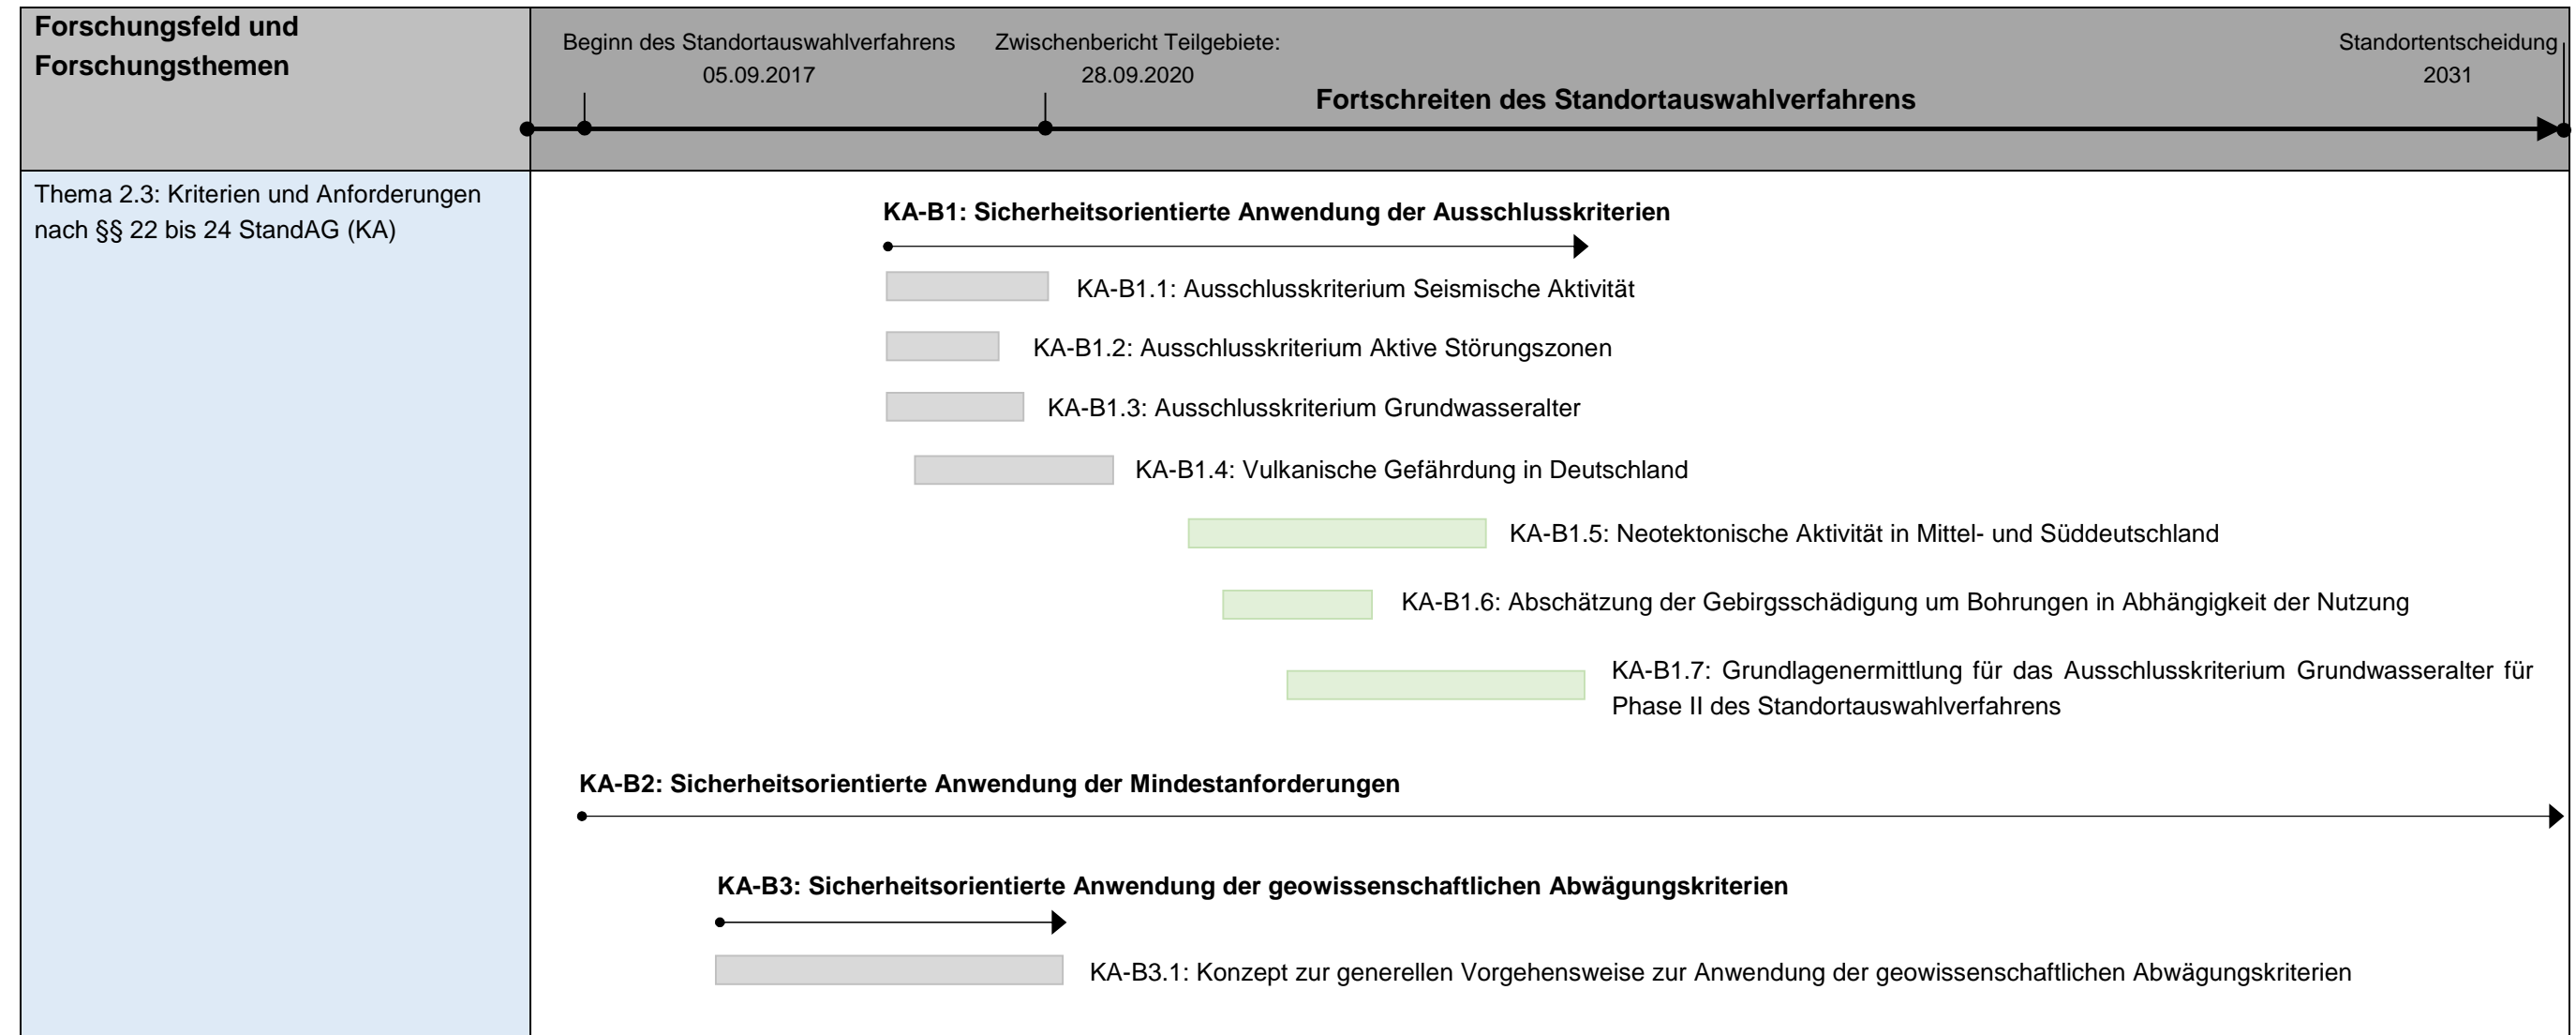 Forschungsfeld und
Forschungsthemen
Beginn des Standortauswahlverfahrens
05.09.2017
Zwischenbericht Teilgebiete:
28.09.2020
Standortentscheidung
2031
Fortschreiten des Standortauswahlverfahrens
Thema 2.3: Kriterien und Anforderungen
nach §§ 22 bis 24 StandAG (KA)
KA-B1: Sicherheitsorientierte Anwendung der Ausschlusskriterien
KA-B1.1: Ausschlusskriterium Seismische Aktivität
KA-B1.2: Ausschlusskriterium Aktive Störungszonen
KA-B1.3: Ausschlusskriterium Grundwasseralter
KA-B1.4: Vulkanische Gefährdung in Deutschland
KA-B1.5: Neotektonische Aktivität in Mittel- und Süddeutschland
KA-B1.6: Abschätzung der Gebirgsschädigung um Bohrungen in Abhängigkeit der Nutzung
KA-B1.7: Grundlagenermittlung für das Ausschlusskriterium Grundwasseralter für
Phase II des Standortauswahlverfahrens
KA-B2: Sicherheitsorientierte Anwendung der Mindestanforderungen
KA-B3: Sicherheitsorientierte Anwendung der geowissenschaftlichen Abwägungskriterien
KA-B3.1: Konzept zur generellen Vorgehensweise zur Anwendung der geowissenschaftlichen Abwägungskriterien